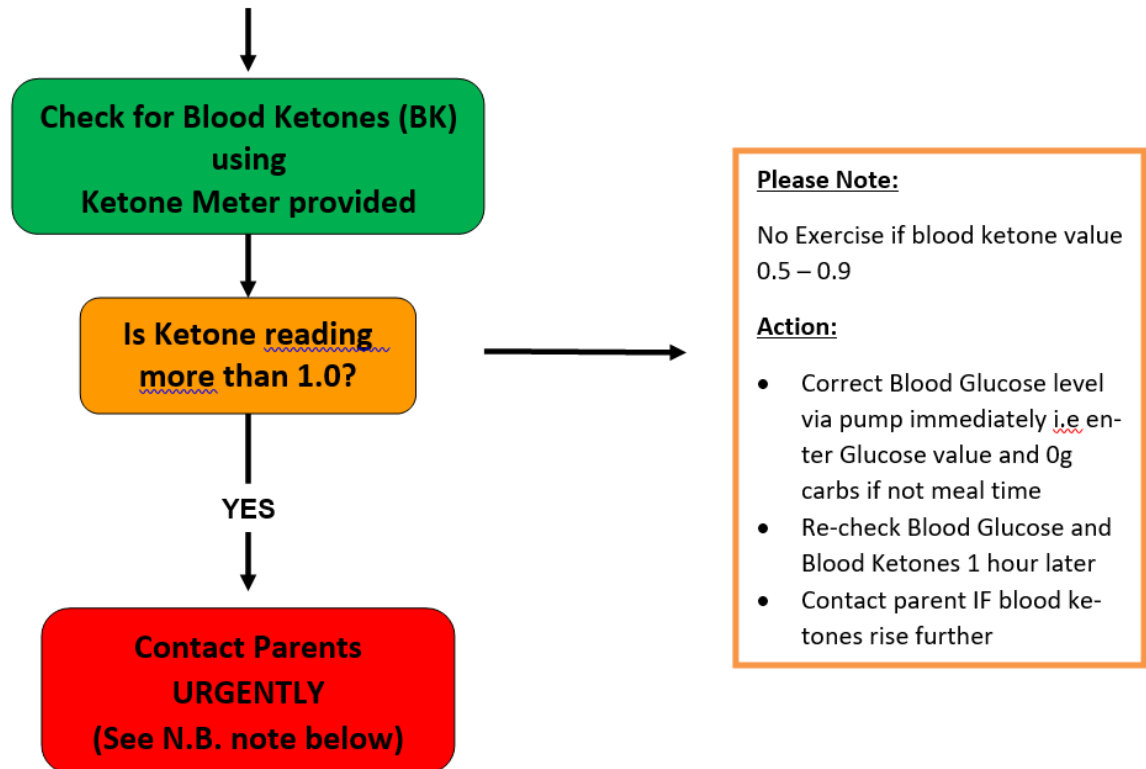 Check for Blood Ketones (BK)
using
Ketone Meter provided
Is Ketone reading
more than 1.0?
YES
Contact Parents
URGENTLY
(See N.B. note below)
Please Note:
No Exercise if blood ketone value
0.5 – 0.9
Action:
• Correct Blood Glucose level
via pump immediately i.e en-
ter Glucose value and 0g
carbs if not meal time
• Re-check Blood Glucose and
Blood Ketones 1 hour later
• Contact parent IF blood ke-
tones rise further